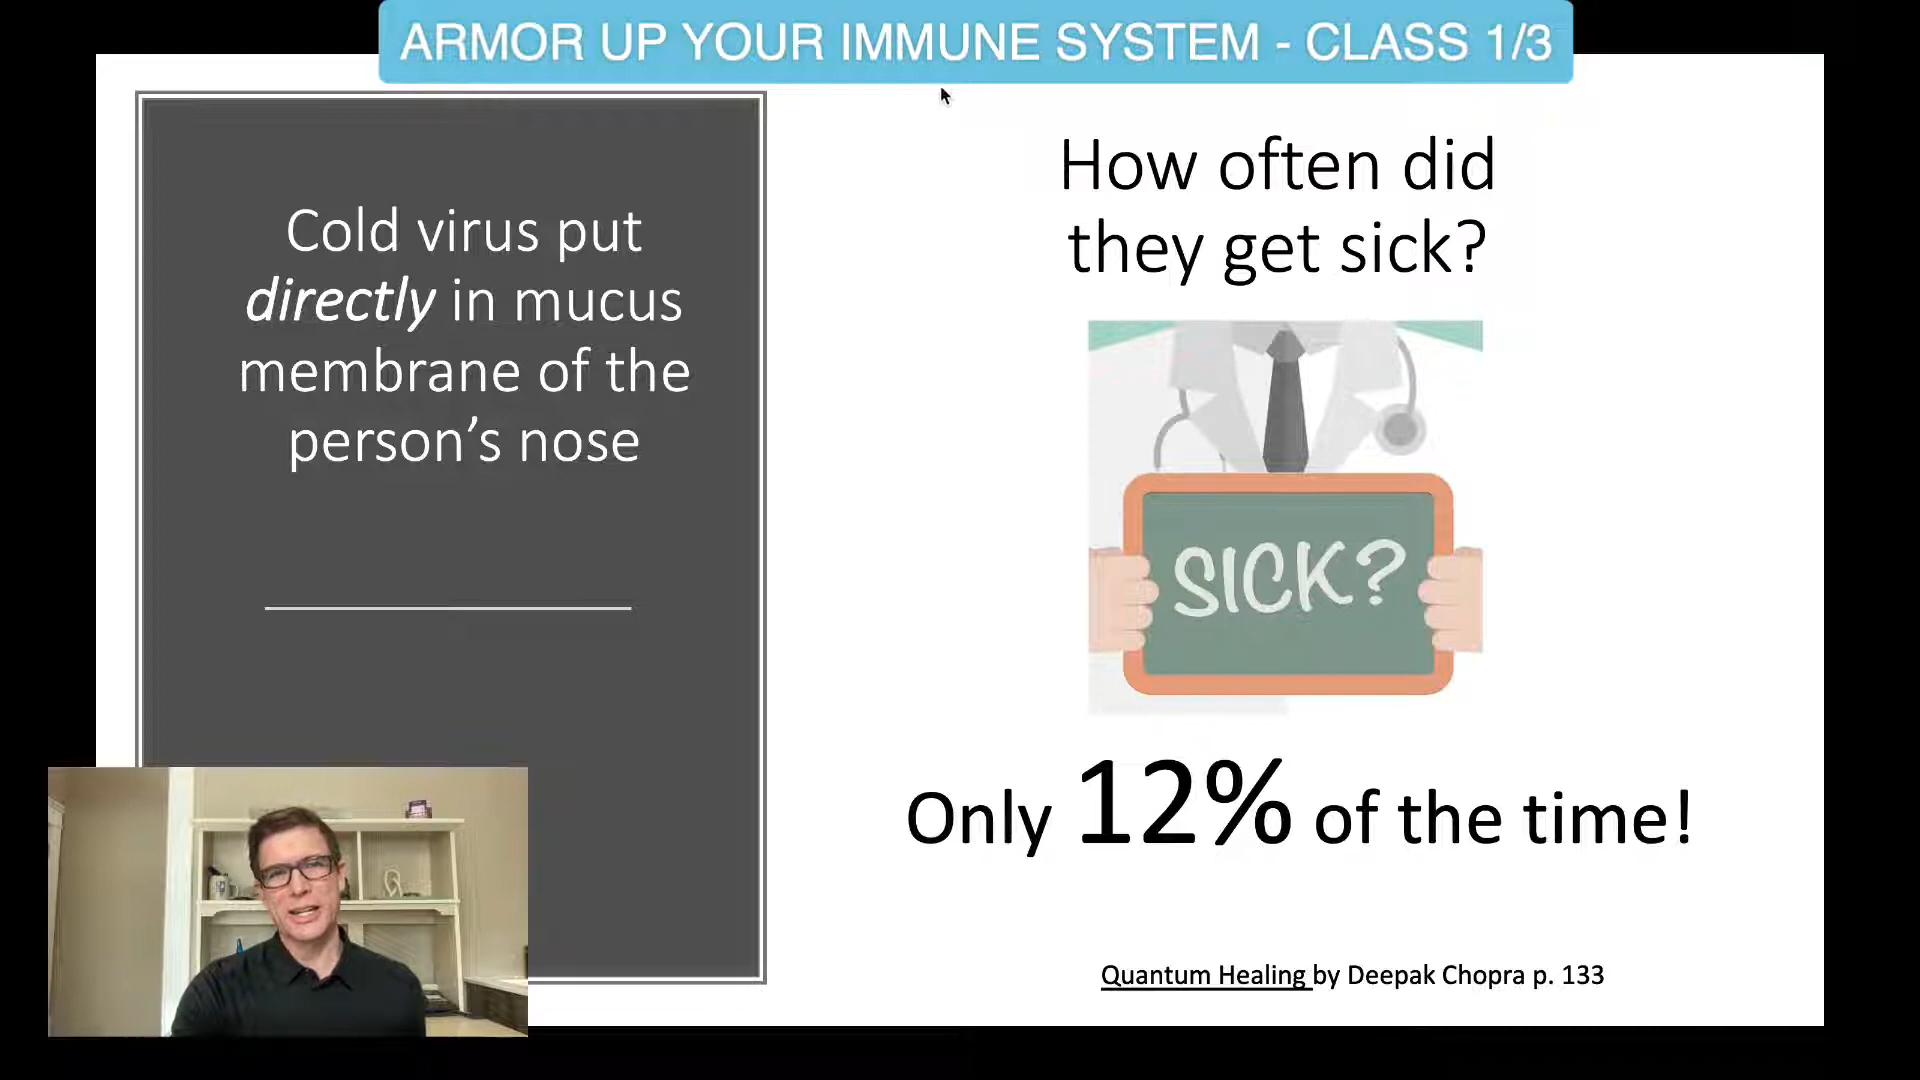 ARMOR UP YOUR IMMUNE SYSTEM - CLASS 1/3
Cold virus put
directly in mucus
membrane of the
person’s nose
How often did
they get sick?
SICK?
Only 12% of the time!
Quantum Healing by Deepak Chopra p. 133